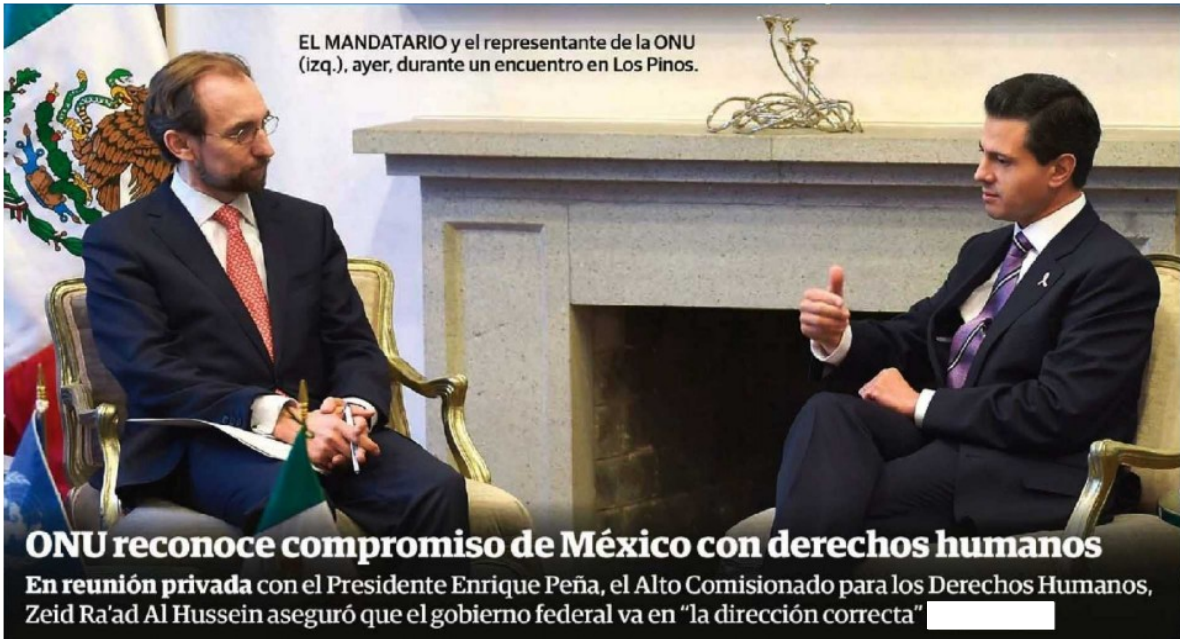 EL MANDATARIO y el representante de la ONU
(izq.), ayer, durante un encuentro en Los Pinos.
ONU reconoce compromiso de México con derechos humanos
En reunión privada con el Presidente Enrique Peña, el Alto Comisionado para los Derechos Humanos,
Zeid Ra'ad Al Hussein aseguró que el gobierno federal va en “la dirección correcta”